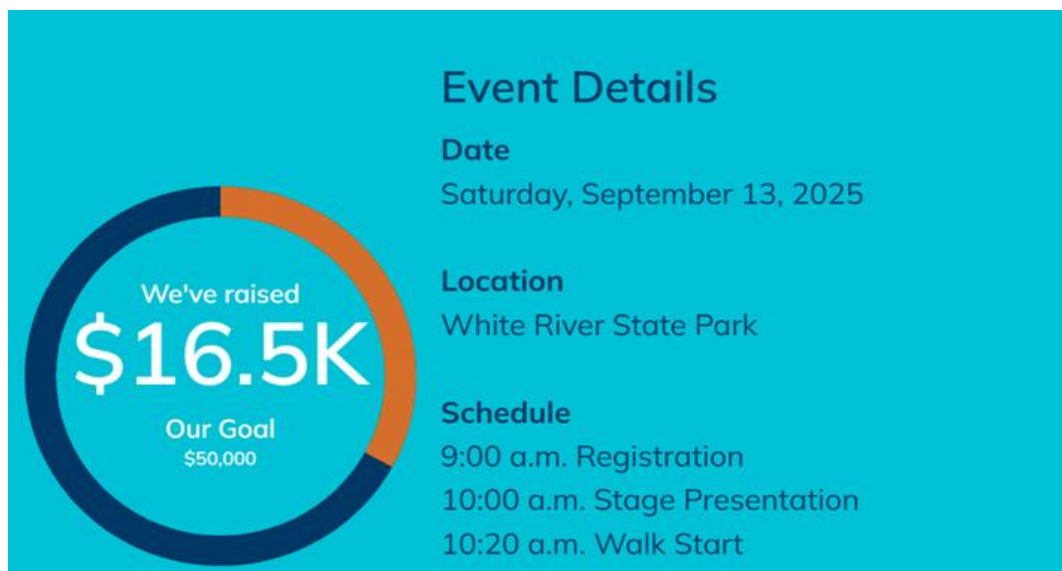 We've raised
$16.5K
Our Goal
$50,000
Event Details
Date
Saturday, September 13, 2025
Location
White River State Park
Schedule
9:00 a.m. Registration
10:00 a.m. Stage Presentation
10:20 a.m. Walk Start